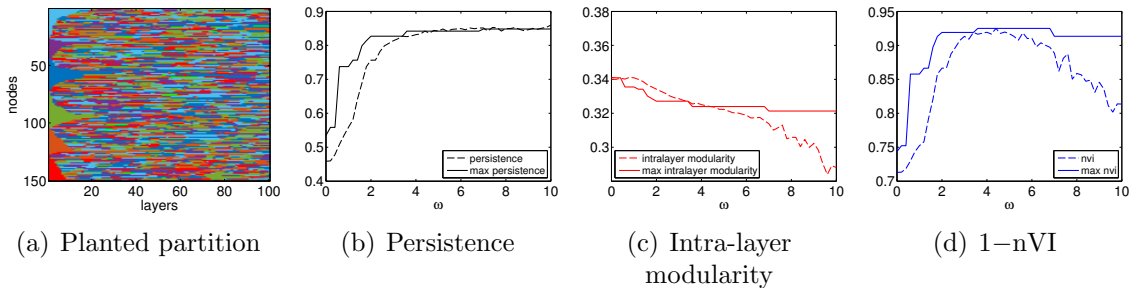 nodes
50
100
150
20 40 60 80 100
layers
(a) Planted partition
0.9
0.8
0.7
0.6
0.5
0.4
0 2 4 6 8 10
ω
persistence
max persistence
(b) Persistence
0.38
0.36
0.34
0.32
0.3
0 2 4 6 8 10
ω
intralayer modularity
max intralayer modularity
(c) Intra-layer
modularity
0.95
0.9
0.85
0.8
0.75
0.7
0 2 4 6 8 10
ω
nvi
max nvi
(d) 1−nVI